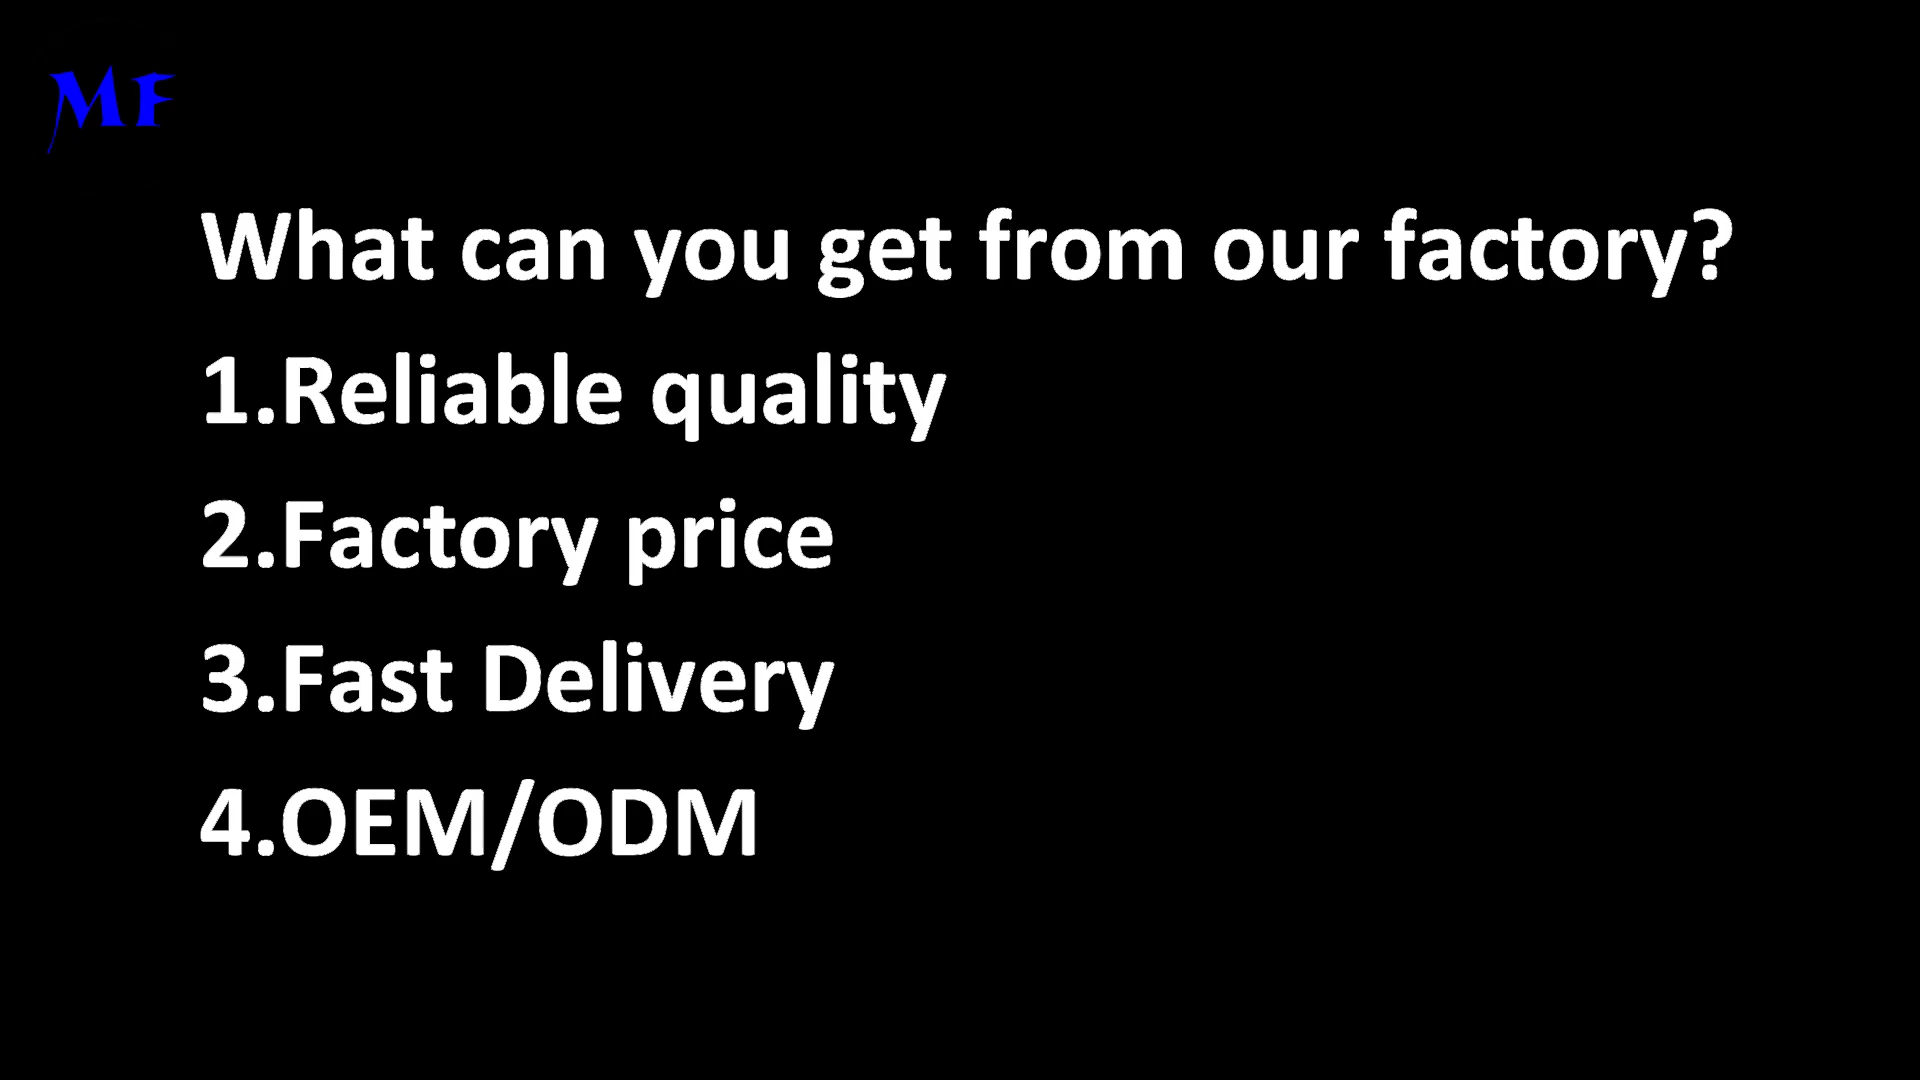 MF
What can you get from our factory?
1.Reliable quality
2.Factory price
3.Fast Delivery
4.OEM/ODM